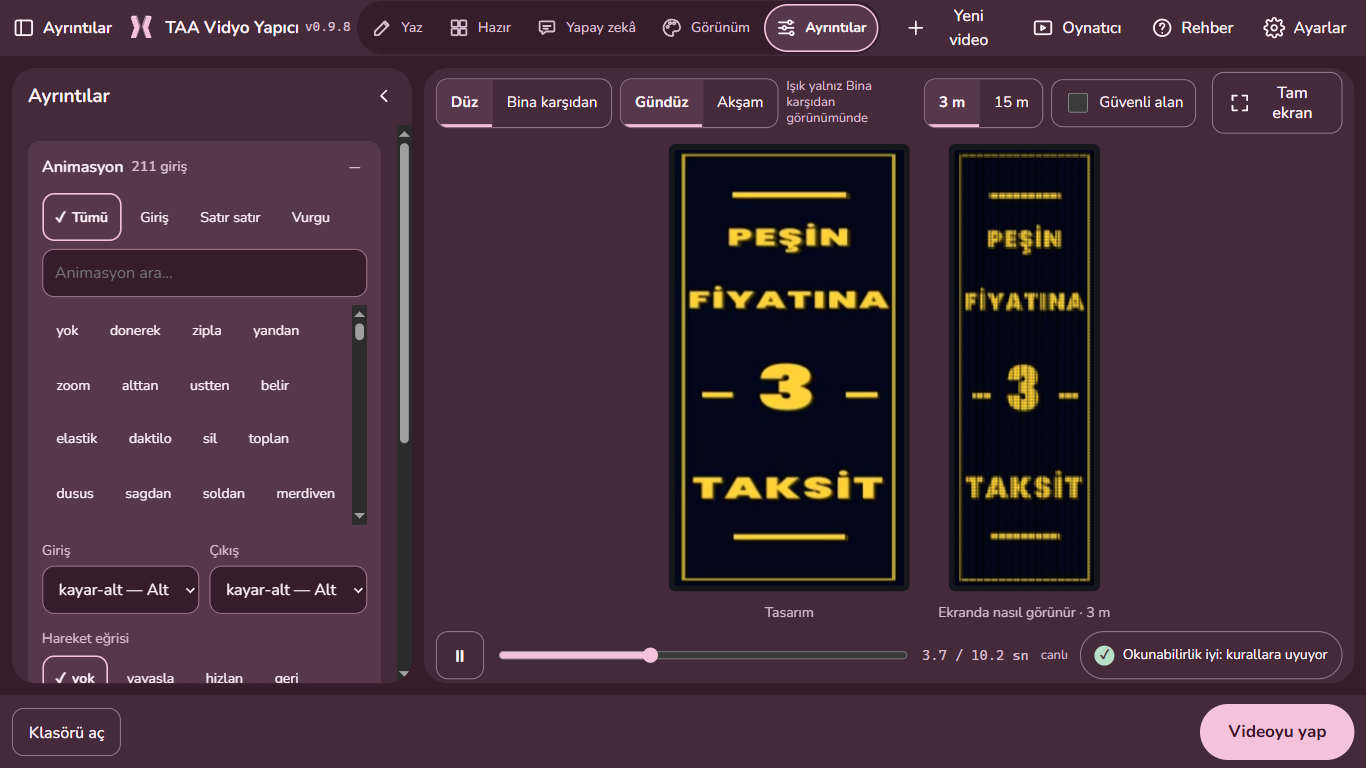 Ayrıntılar
TAA Vidyo Yapıcı v0.9.8
Yaz
Hazır
Yapay zekâ
Görünüm
Ayrıntılar
Yeni video
Oynatıcı
Rehber
Ayarlar
Ayrıntılar
Animasyon 211 giriş
✓ Tümü
Giriş
Satır satır
Vurgu
Animasyon ara...
yok donerek zipla yandan
zoom alttan ustten belir
elastik daktilo sil toplan
dusus sagdan soldan merdiven
Giriş
Çıkış
kayar-alt — Alt
kayar-alt — Alt
Hareket eğrisi
✓ yok yavasla hizlan geri
Düz
Bina karşıdan
Gündüz
Akşam
Işık yalnız Bina
karşıdan
görünümünde
3 m
15 m
Güvenli alan
Tam
ekran
PEŞİN
FİYATINA
– 3 –
TAKSİT
PEŞİN
FİYATINA
- 3 -
TAKSİT
Tasarım
Ekranda nasıl görünür · 3 m
3.7 / 10.2 sn
canlı
✓ Okunabilirlik iyi: kurallara uyuyor
Klasörü aç
Videoyu yap